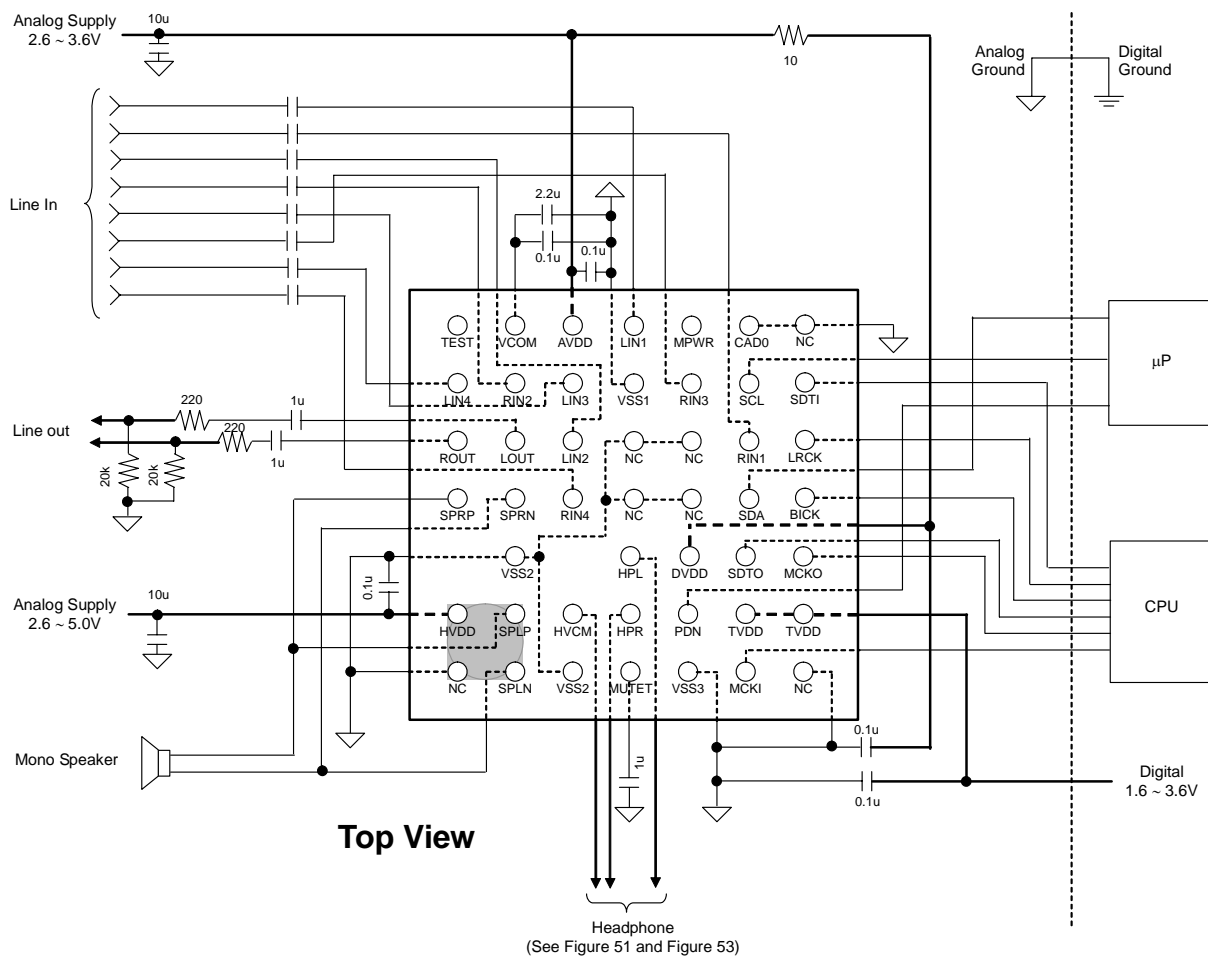 Analog Supply
2.6 ~ 3.6V
10u
10
Analog
Ground
Digital
Ground
Line In
2.2u
0.1u
0.1u
TEST
VCOM
AVDD
LIN1
MPWR
CAD0
NC
µP
LIN4
RIN2
LIN3
VSS1
RIN3
SCL
SDTI
Line out
220
1u
220
1u
20k
20k
ROUT
LOUT
LIN2
NC
NC
RIN1
LRCK
SPRP
SPRN
RIN4
NC
NC
SDA
BICK
VSS2
HPL
DVDD
SDTO
MCKO
CPU
Analog Supply
2.6 ~ 5.0V
10u
0.1u
HVDD
SPLP
HVCM
HPR
PDN
TVDD
TVDD
NC
SPLN
VSS2
MUTET
VSS3
MCKI
NC
Mono Speaker
1u
0.1u
0.1u
Digital
1.6 ~ 3.6V
Top View
Headphone
(See Figure 51 and Figure 53)